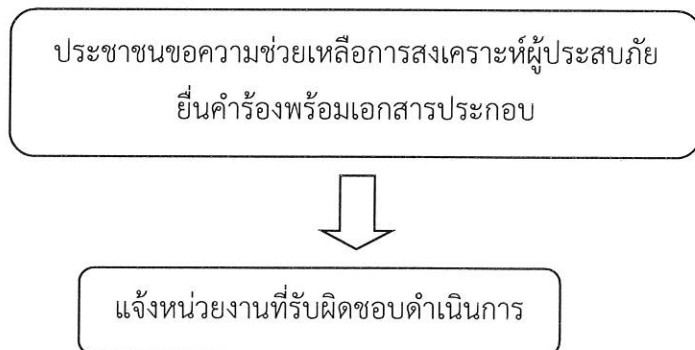 ประชาชนขอความช่วยเหลือการสงเคราะห์ผู้ประสบภัย
ยื่นคำร้องพร้อมเอกสารประกอบ
แจ้งหน่วยงานที่รับผิดชอบดำเนินการ